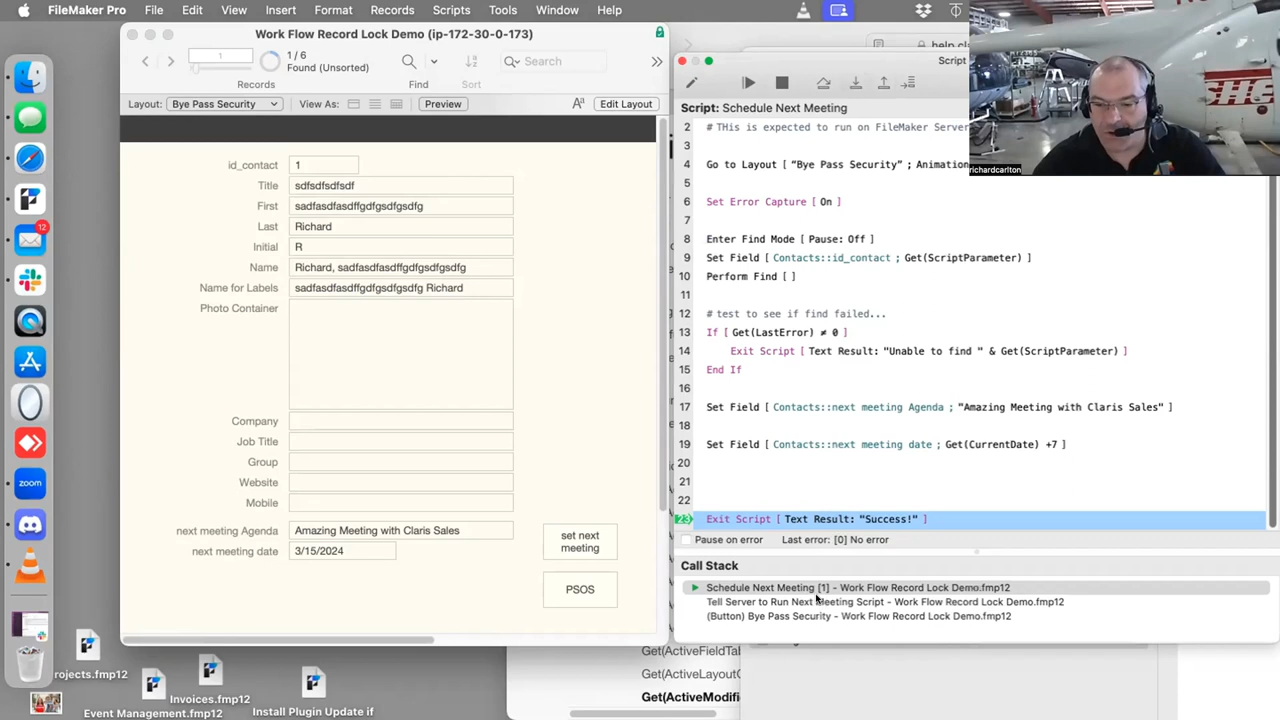 FileMaker Pro File Edit View Insert Format Records Scripts Tools Window Help
Work Flow Record Lock Demo (ip-172-30-0-173)
1
1 / 6
Found (Unsorted)
Records
Find
Sort
Search
Layout: Bye Pass Security View As: Preview Edit Layout
id_contact 1
Title sdfsdfsdfsdf
First sadfasdfasdffgdfgsdfgsdfg
Last Richard
Initial R
Name Richard, sadfasdfasdffgdfgsdfgsdfg
Name for Labels sadfasdfasdffgdfgsdfgsdfg Richard
Photo Container
Company
Job Title
Group
Website
Mobile
next meeting Agenda Amazing Meeting with Claris Sales
next meeting date 3/15/2024
set next
meeting
PSOS
12
zoom
rojects.fmp12
Invoices.fmp12
Event Management.fmp12
Install Plugin Update if
help.cla
Script
Script: Schedule Next Meeting
2 # THis is expected to run on FileMaker Server
3
4 Go to Layout [ “Bye Pass Security” ; Animation
5
6 Set Error Capture [ On ]
7
8 Enter Find Mode [ Pause: Off ]
9 Set Field [ Contacts::id_contact ; Get(ScriptParameter) ]
10 Perform Find [ ]
11
12 # test to see if find failed...
13 If [ Get(LastError) ≠ 0 ]
14 Exit Script [ Text Result: "Unable to find " & Get(ScriptParameter) ]
15 End If
16
17 Set Field [ Contacts::next meeting Agenda ; "Amazing Meeting with Claris Sales" ]
18
19 Set Field [ Contacts::next meeting date ; Get(CurrentDate) +7 ]
20
21
22
23 Exit Script [ Text Result: "Success!" ]
Pause on error Last error: [0] No error
Call Stack
Schedule Next Meeting [1] - Work Flow Record Lock Demo.fmp12
Tell Server to Run Next Meeting Script - Work Flow Record Lock Demo.fmp12
(Button) Bye Pass Security - Work Flow Record Lock Demo.fmp12
Get(ActiveFieldTab
Get(ActiveLayoutO
Get(ActiveModifi
richardcarlton